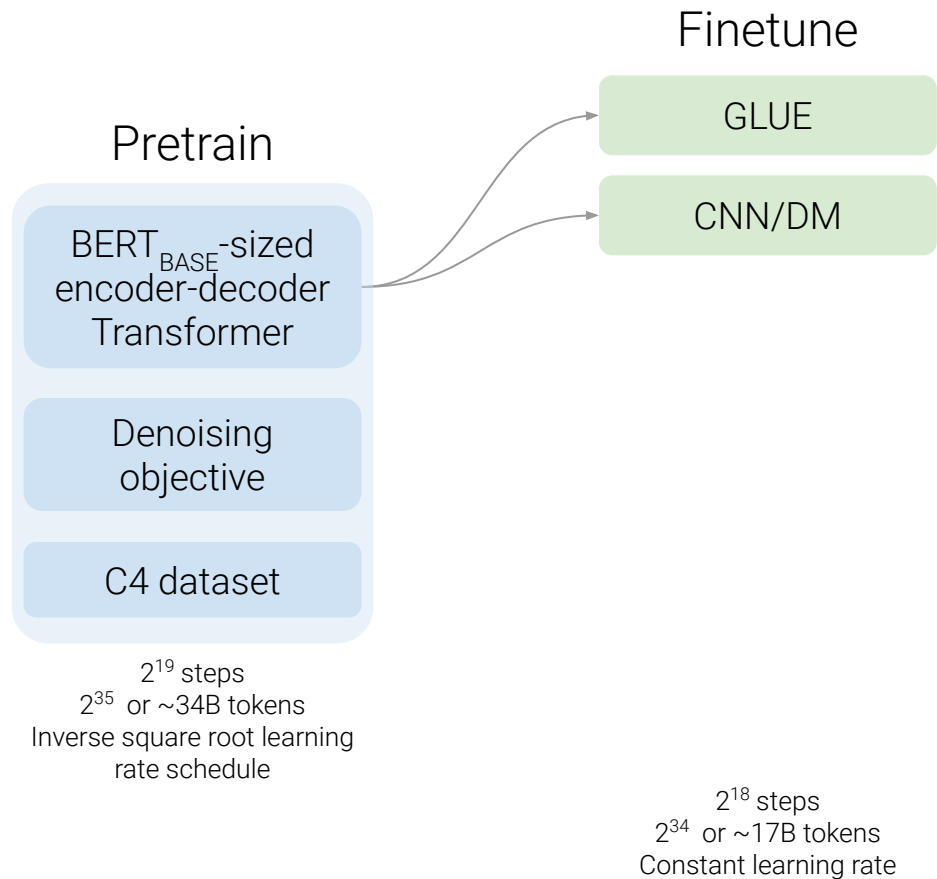 Pretrain
BERT_BASE-sized
encoder-decoder
Transformer
Denoising
objective
C4 dataset
2^19 steps
2^35 or ~34B tokens
Inverse square root learning
rate schedule
Finetune
GLUE
CNN/DM
2^18 steps
2^34 or ~17B tokens
Constant learning rate